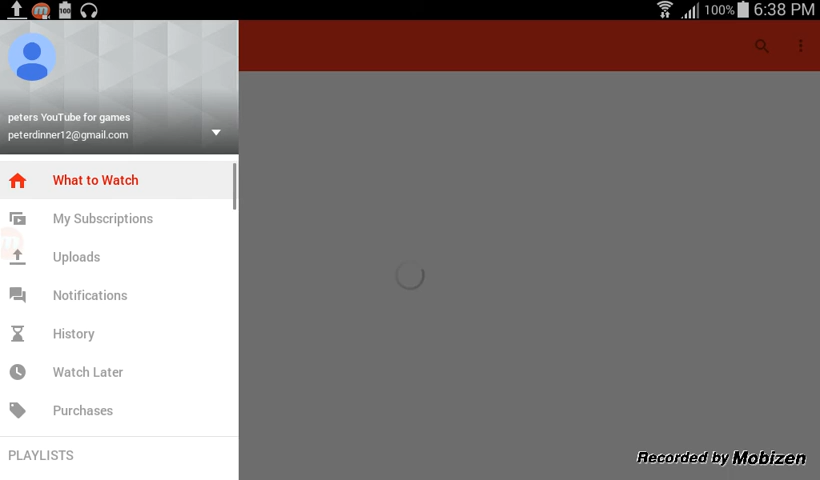 100% 6:38 PM
peters YouTube for games
peterdinner12@gmail.com
What to Watch
My Subscriptions
Uploads
Notifications
History
Watch Later
Purchases
PLAYLISTS
Recorded by Mobizen